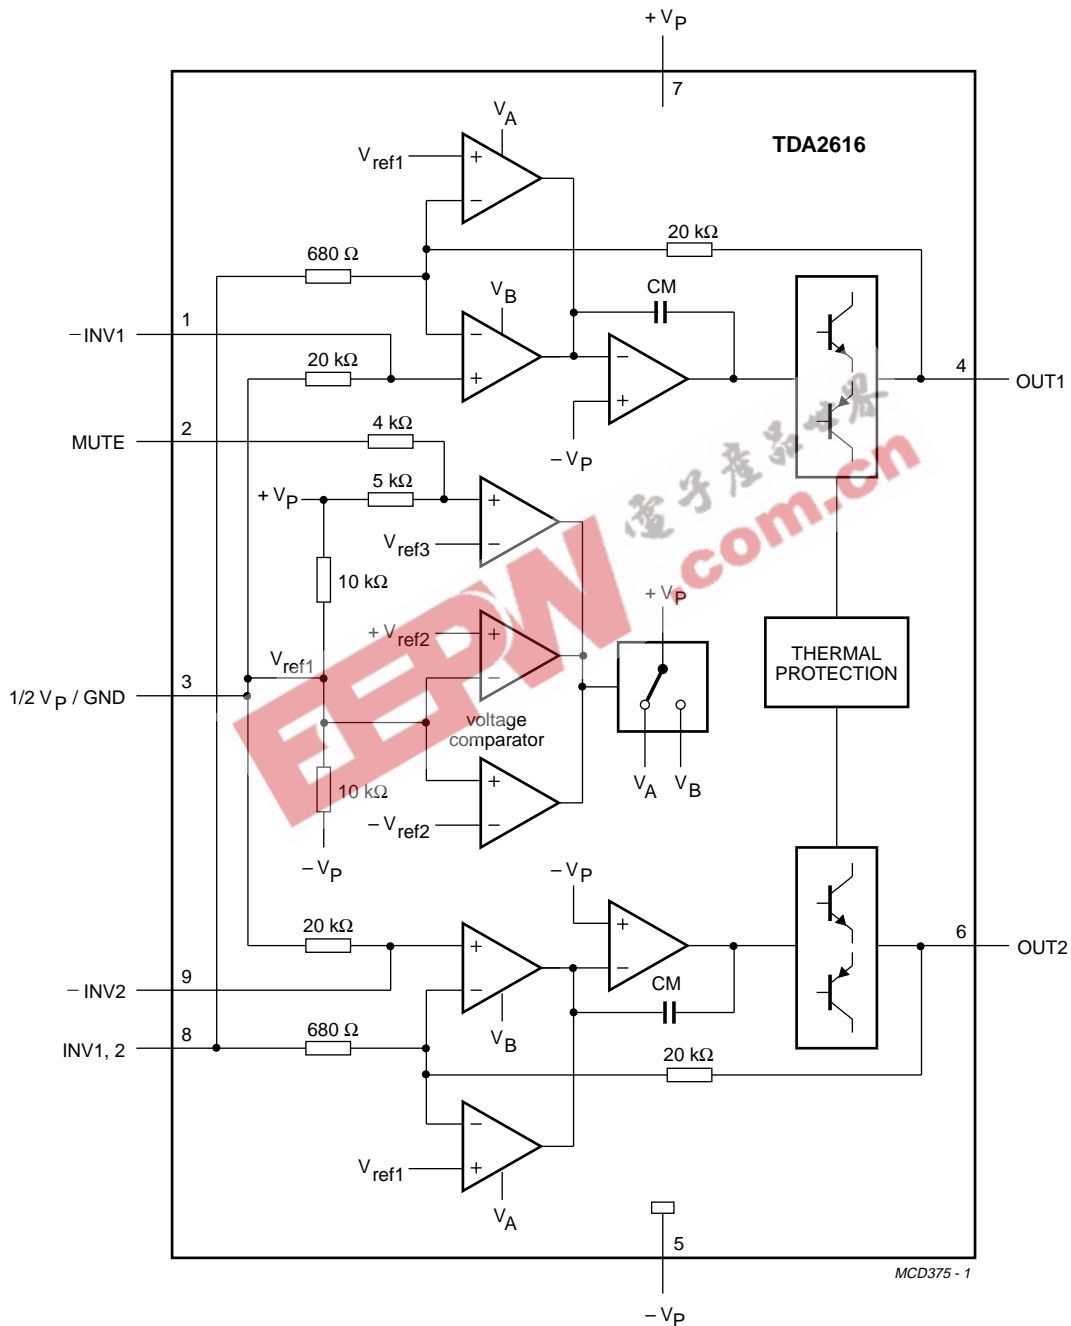 + VP
7
TDA2616
VA
Vref1
+
−
20 kΩ
680 Ω
VB
CM
− INV1
1
−
+
20 kΩ
−
+
− VP
4
OUT1
MUTE
2
4 kΩ
+ VP
5 kΩ
+
−
Vref3
10 kΩ
+ Vref2
+
−
+ VP
Vref1
3
1/2 VP / GND
voltage
comparator
VA
VB
THERMAL
PROTECTION
10 kΩ
+
−
− Vref2
− VP
− VP
20 kΩ
+
−
+
−
6
OUT2
− INV2
9
VB
CM
INV1, 2
8
680 Ω
20 kΩ
−
+
Vref1
VA
5
− VP
MCD375 - 1
EEPW
.com.cn
電子產品世界